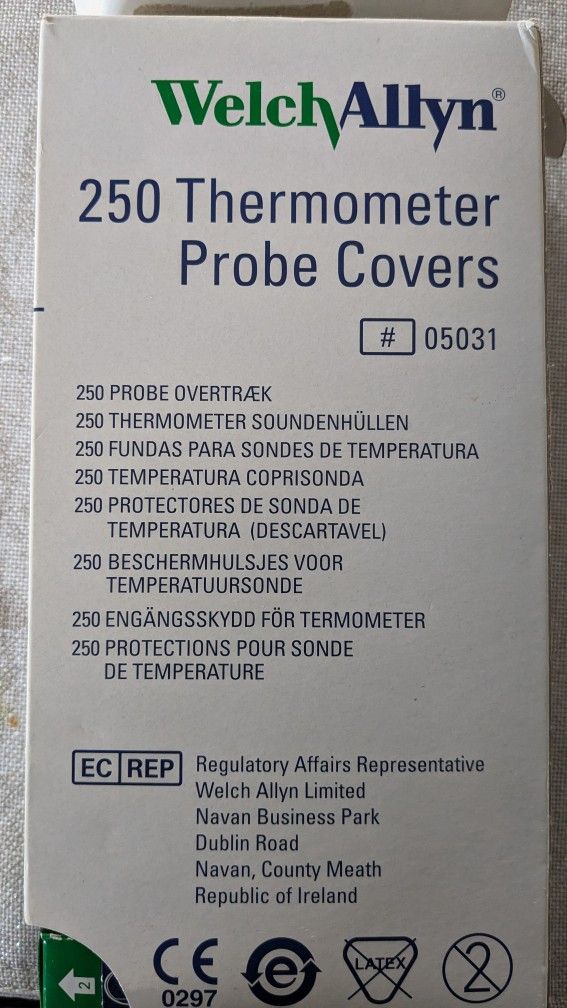 WelchAllyn®
250 Thermometer
Probe Covers
# 05031
250 PROBE OVERTRÆK
250 THERMOMETER SOUNDENHÜLLEN
250 FUNDAS PARA SONDES DE TEMPERATURA
250 TEMPERATURA COPRISONDA
250 PROTECTORES DE SONDA DE
TEMPERATURA (DESCARTAVEL)
250 BESCHERMHULSJES VOOR
TEMPERATUURSONDE
250 ENGÄNGSSKYDD FÖR TERMOMETER
250 PROTECTIONS POUR SONDE
DE TEMPERATURE
EC REP Regulatory Affairs Representative
Welch Allyn Limited
Navan Business Park
Dublin Road
Navan, County Meath
Republic of Ireland
2 CE 0297 e LATEX 2